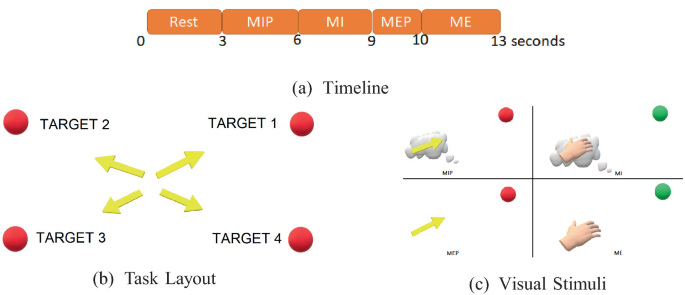 Rest MIP MI MEP ME
0 3 6 9 10 13 seconds
(a) Timeline
TARGET 2 TARGET 1
TARGET 3 TARGET 4
(b) Task Layout
MIP MI
MEP ME
(c) Visual Stimuli